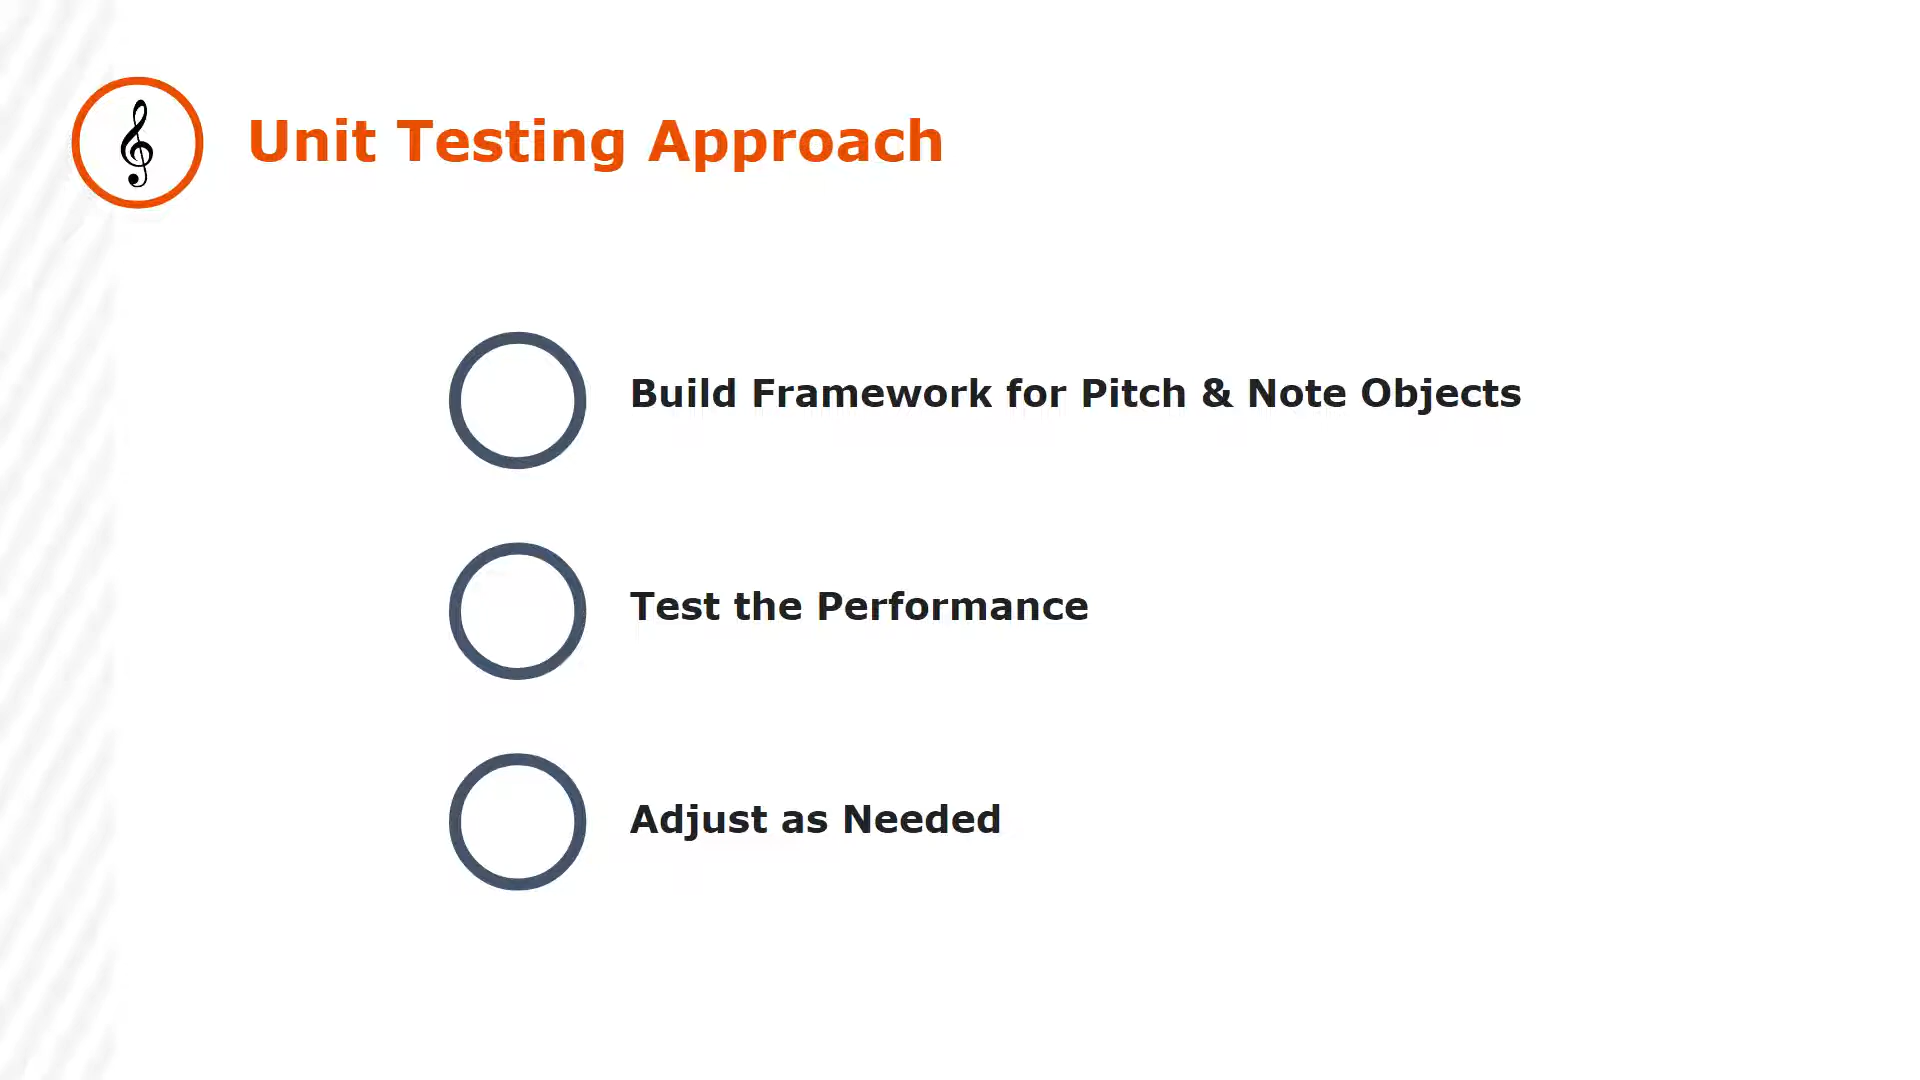 Unit Testing Approach
Build Framework for Pitch & Note Objects
Test the Performance
Adjust as Needed